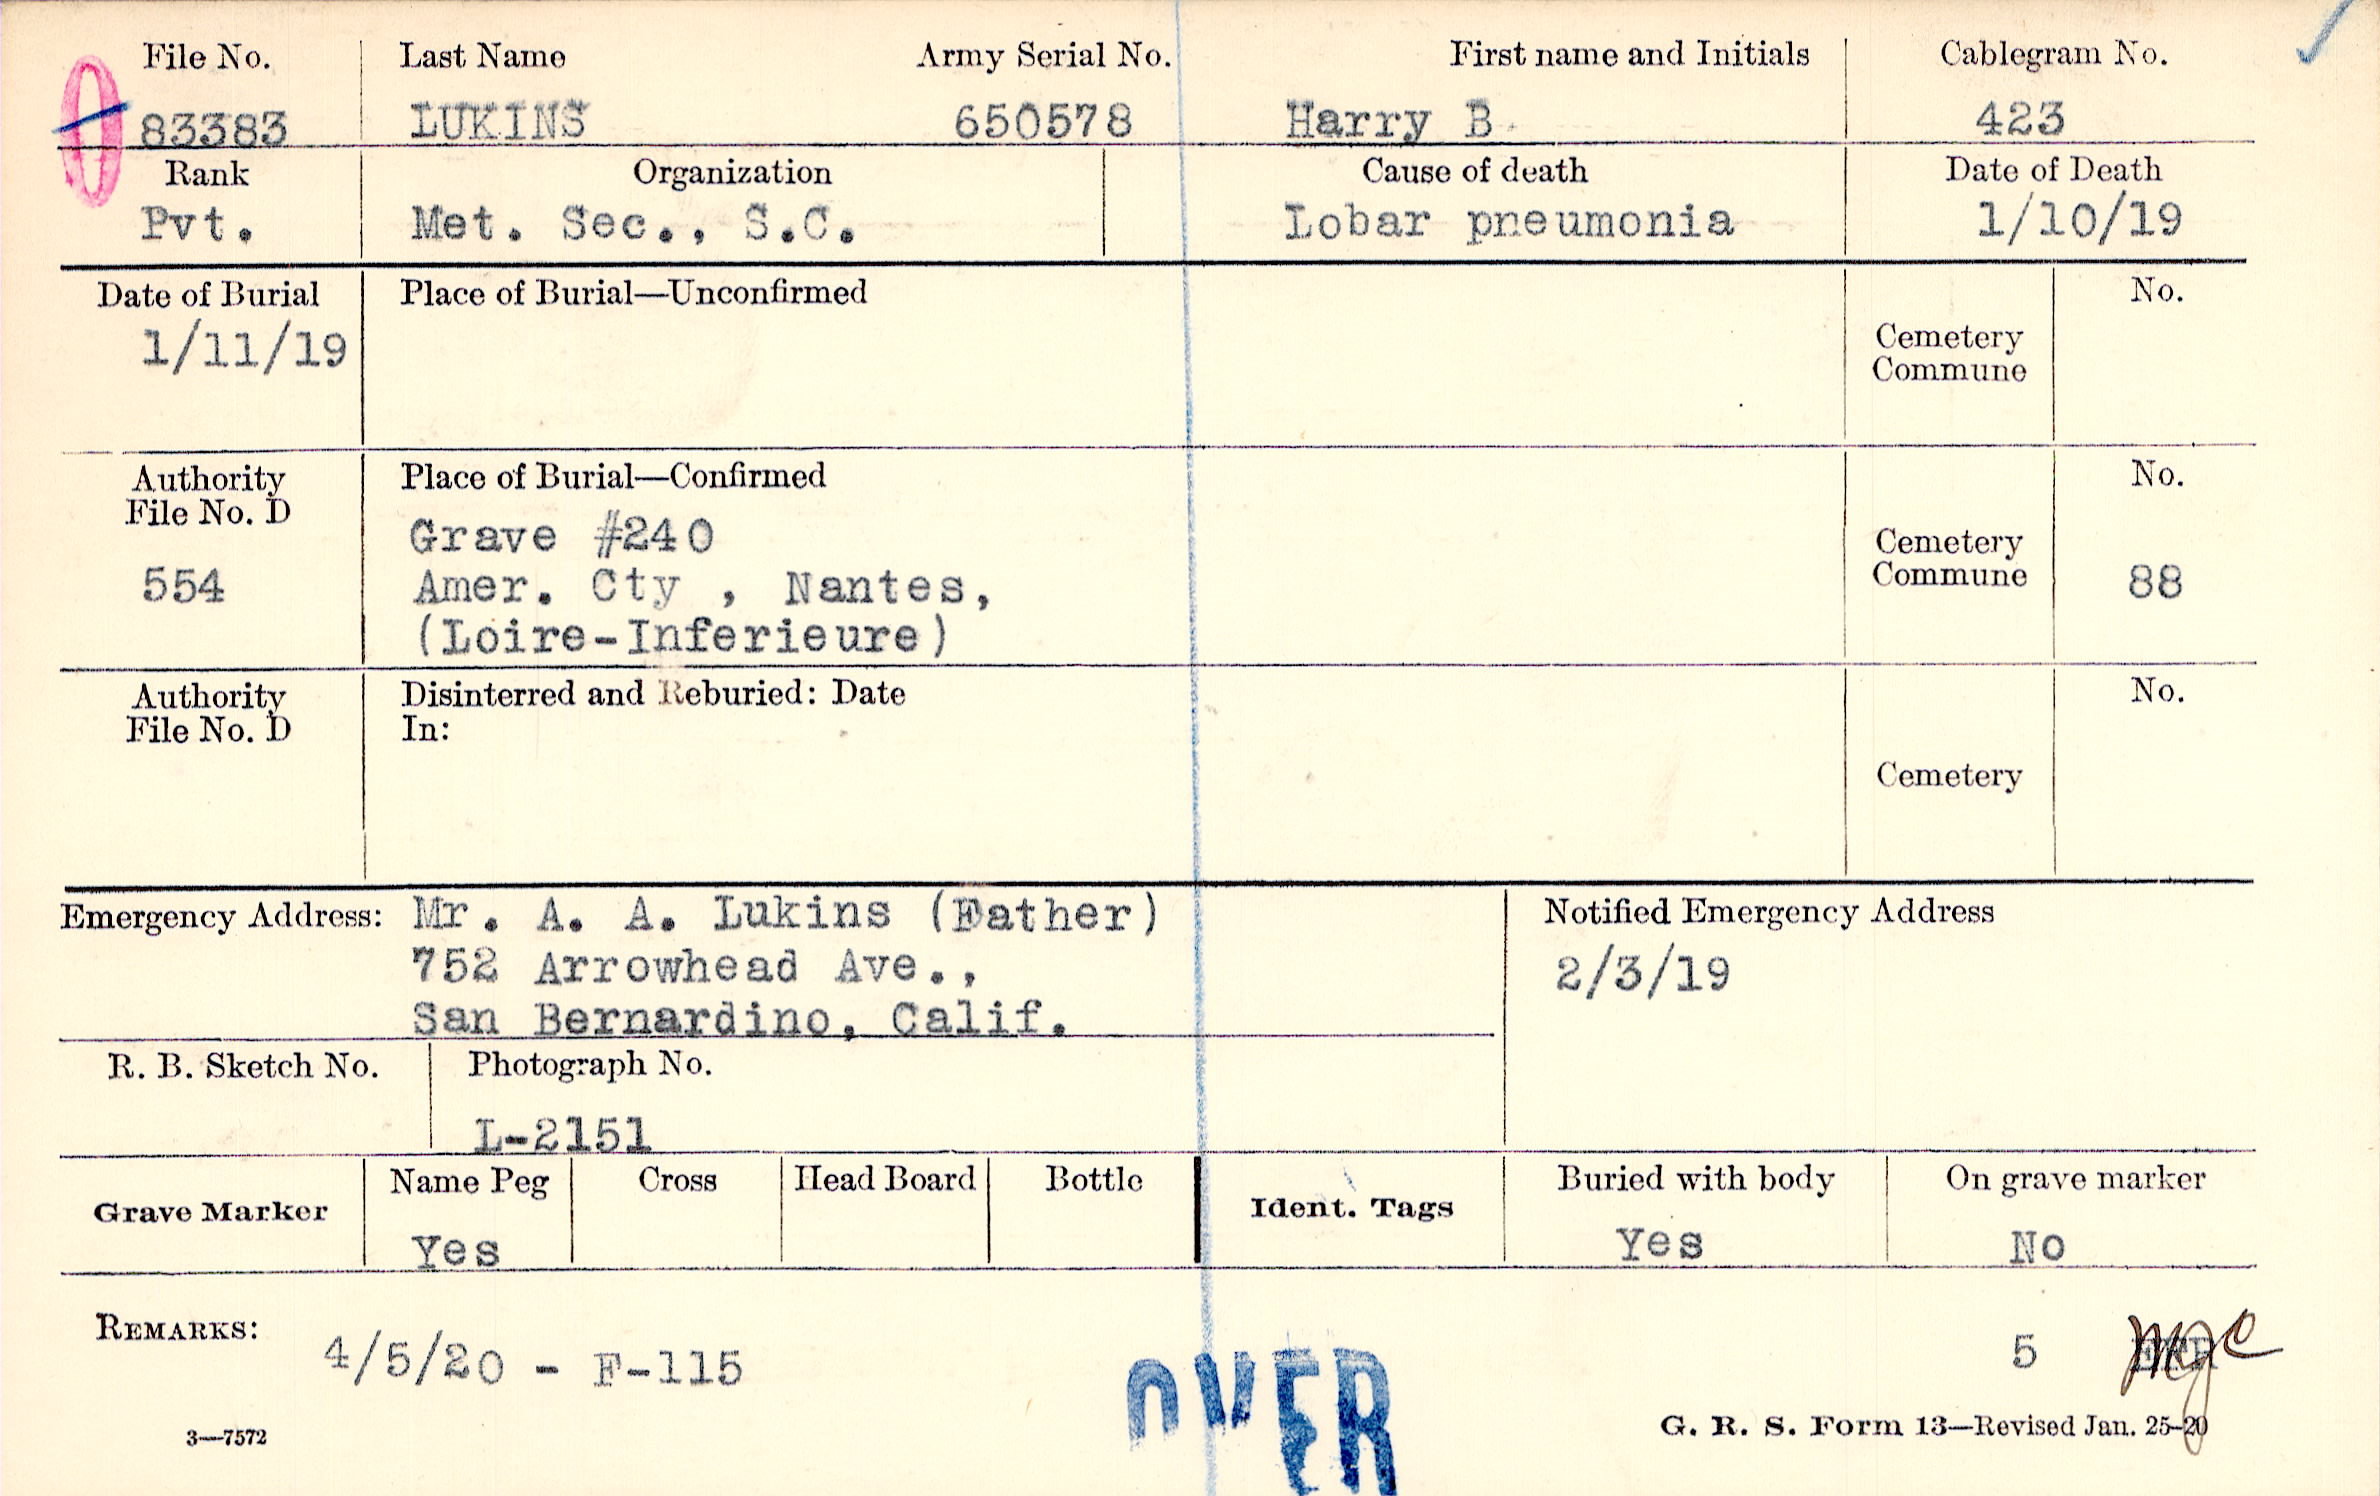 File No. Last Name Army Serial No. First name and Initials Cablegram No.
83383 LUKINS 650578 Harry B. 423
Rank Organization Cause of death Date of Death
Pvt. Met. Sec., S.C. Lobar pneumonia 1/10/19
Date of Burial Place of Burial—Unconfirmed No.
1/11/19
Cemetery
Commune
Authority Place of Burial—Confirmed No.
File No. D
Grave #240
Cemetery
554 Amer. Cty , Nantes, Commune 88
(Loire-Inferieure)
Authority Disinterred and Reburied: Date No.
File No. D In:
Cemetery
Emergency Address: Mr. A. A. Lukins (Father) Notified Emergency Address
752 Arrowhead Ave., 2/3/19
San Bernardino, Calif.
R. B. Sketch No. Photograph No.
L-2151
Name Peg Cross Head Board Bottle Buried with body On grave marker
Grave Marker Ident. Tags
Yes Yes No
REMARKS:
4/5/20 - F-115 5 mgc
OVER
3—7572 G. R. S. Form 13—Revised Jan. 25-20